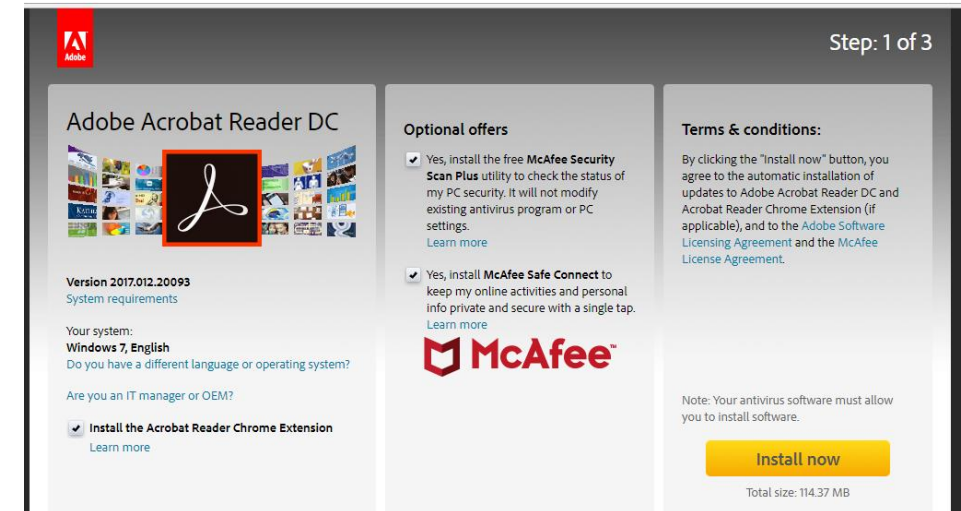 Adobe
Step: 1 of 3
Adobe Acrobat Reader DC
Version 2017.012.20093
System requirements
Your system:
Windows 7, English
Do you have a different language or operating system?
Are you an IT manager or OEM?
Install the Acrobat Reader Chrome Extension
Learn more
Optional offers
Yes, install the free McAfee Security
Scan Plus utility to check the status of
my PC security. It will not modify
existing antivirus program or PC
settings.
Learn more
Yes, install McAfee Safe Connect to
keep my online activities and personal
info private and secure with a single tap.
Learn more
McAfee™
Terms & conditions:
By clicking the "Install now" button, you
agree to the automatic installation of
updates to Adobe Acrobat Reader DC and
Acrobat Reader Chrome Extension (if
applicable), and to the Adobe Software
Licensing Agreement and the McAfee
License Agreement.
Note: Your antivirus software must allow
you to install software.
Install now
Total size: 114.37 MB